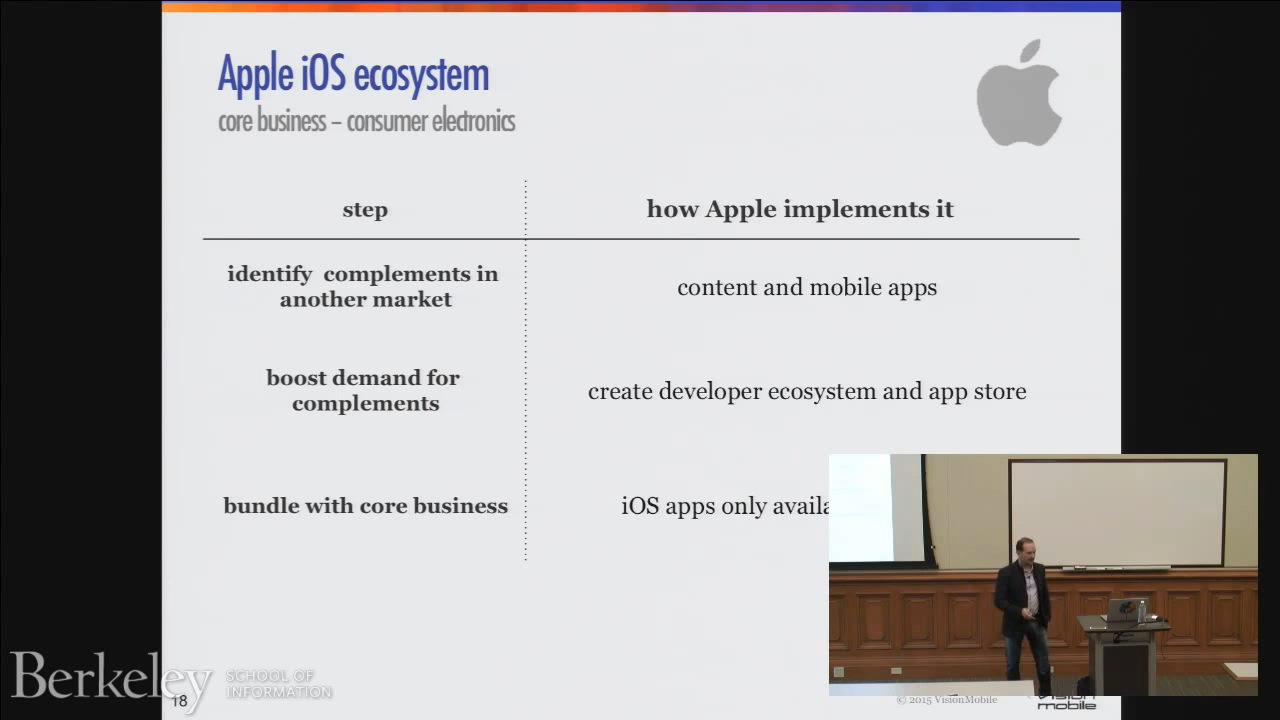 Apple iOS ecosystem
core business – consumer electronics
step
how Apple implements it
identify complements in
another market
content and mobile apps
boost demand for
complements
create developer ecosystem and app store
bundle with core business
iOS apps only
Berkeley
SCHOOL OF
INFORMATION
18
© 2015 VisionMobile
vision
mobile